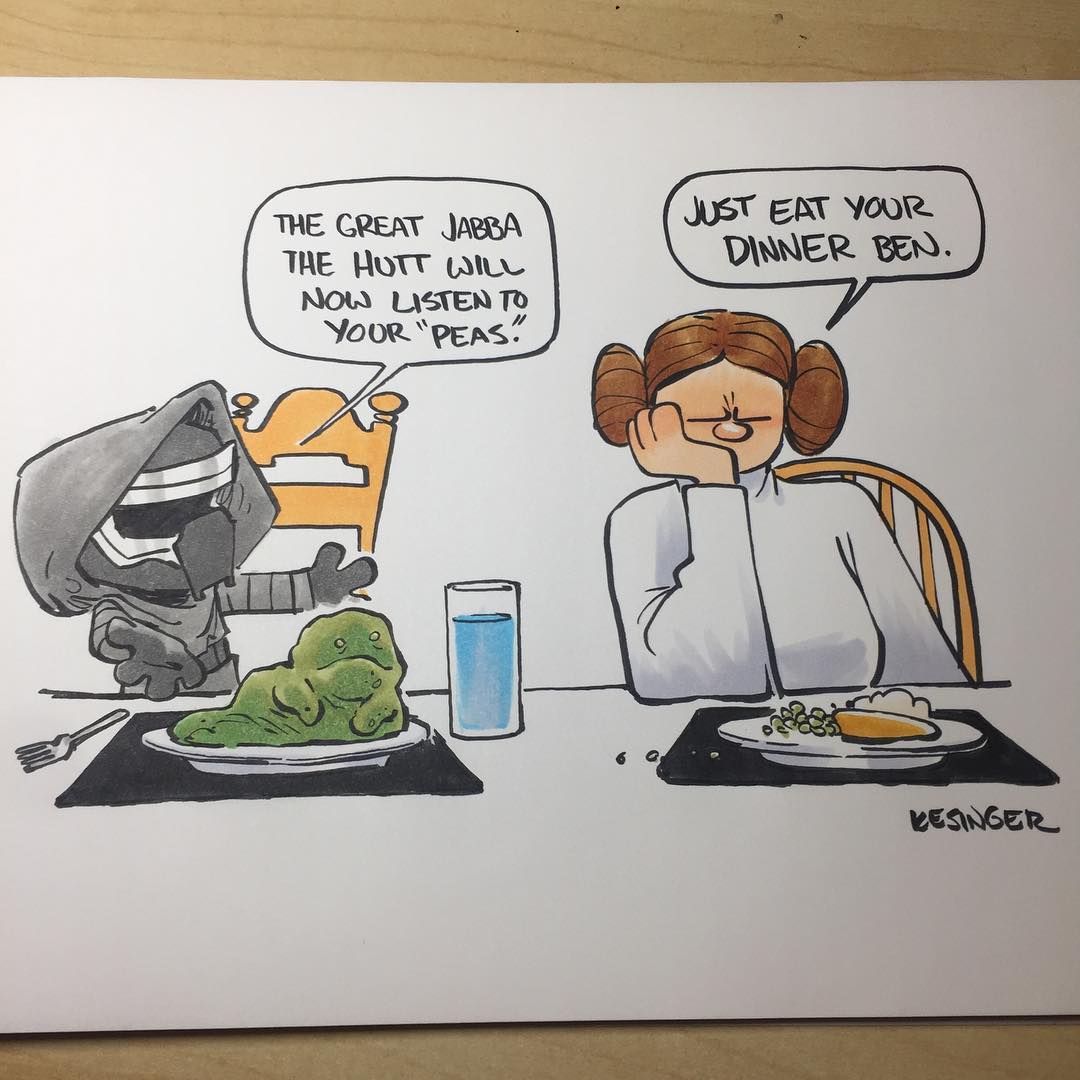 THE GREAT JABBA
THE HUTT WILL
NOW LISTEN TO
YOUR "PEAS."
JUST EAT YOUR
DINNER BEN.
KESINGER